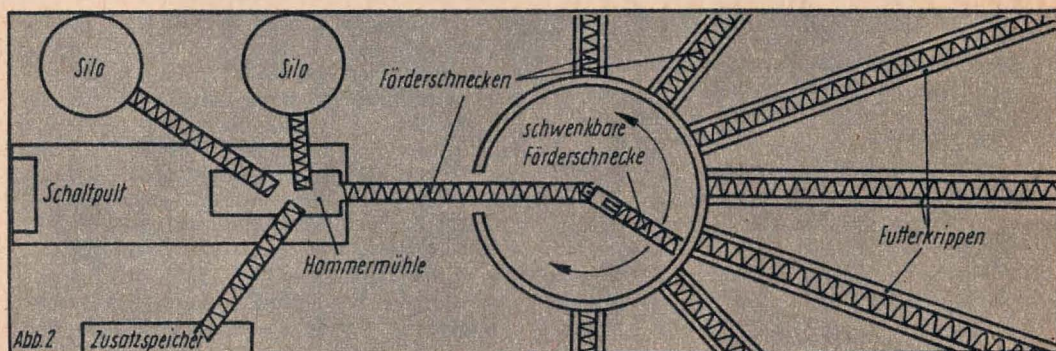 Silo
Silo
Förderschnecken
schwenkbare
Förderschnecke
Schaltpult
Hammermühle
Futterkrippen
Abb.2
Zusatzspeicher